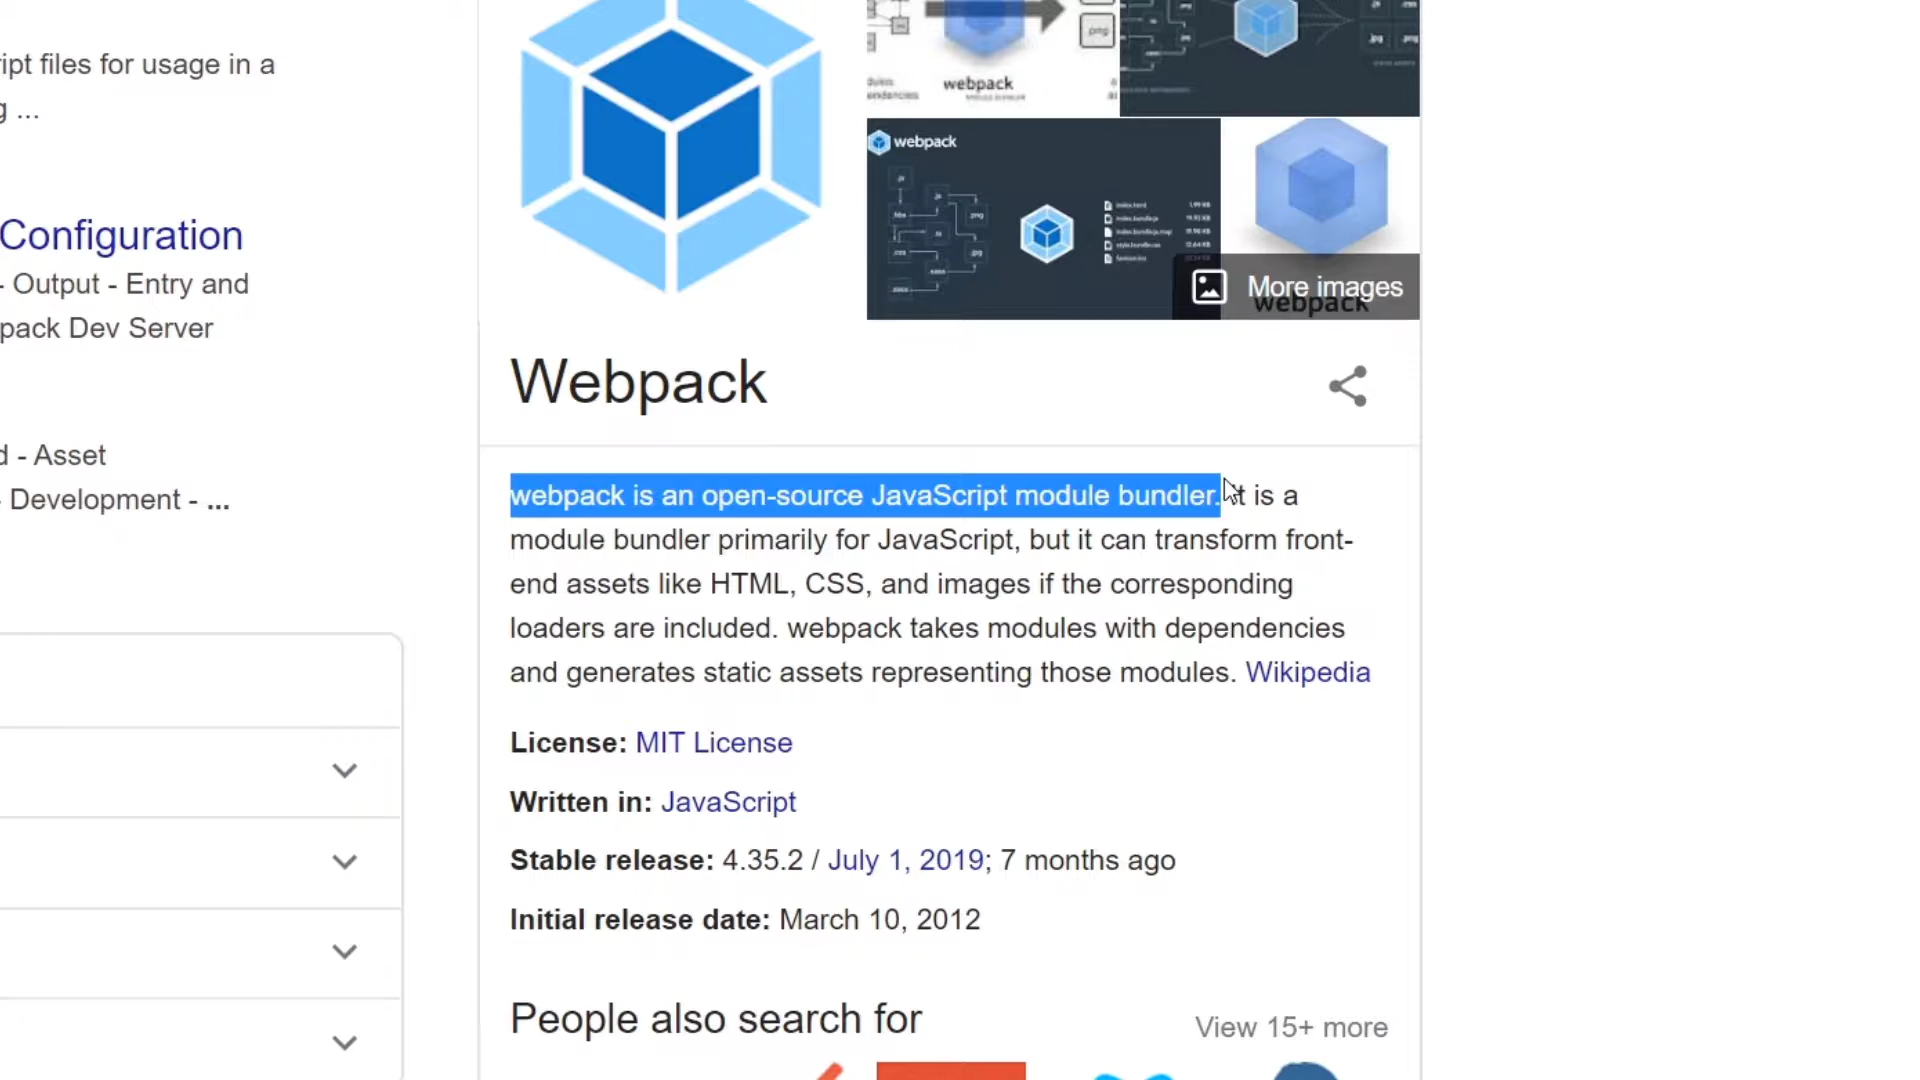 ipt files for usage in a
g ...
Configuration
- Output - Entry and
pack Dev Server
d - Asset
- Development - ...
webpack
png
webpack
More images
webpack
Webpack
webpack is an open-source JavaScript module bundler. It is a
module bundler primarily for JavaScript, but it can transform front-
end assets like HTML, CSS, and images if the corresponding
loaders are included. webpack takes modules with dependencies
and generates static assets representing those modules. Wikipedia
License: MIT License
Written in: JavaScript
Stable release: 4.35.2 / July 1, 2019; 7 months ago
Initial release date: March 10, 2012
People also search for
View 15+ more